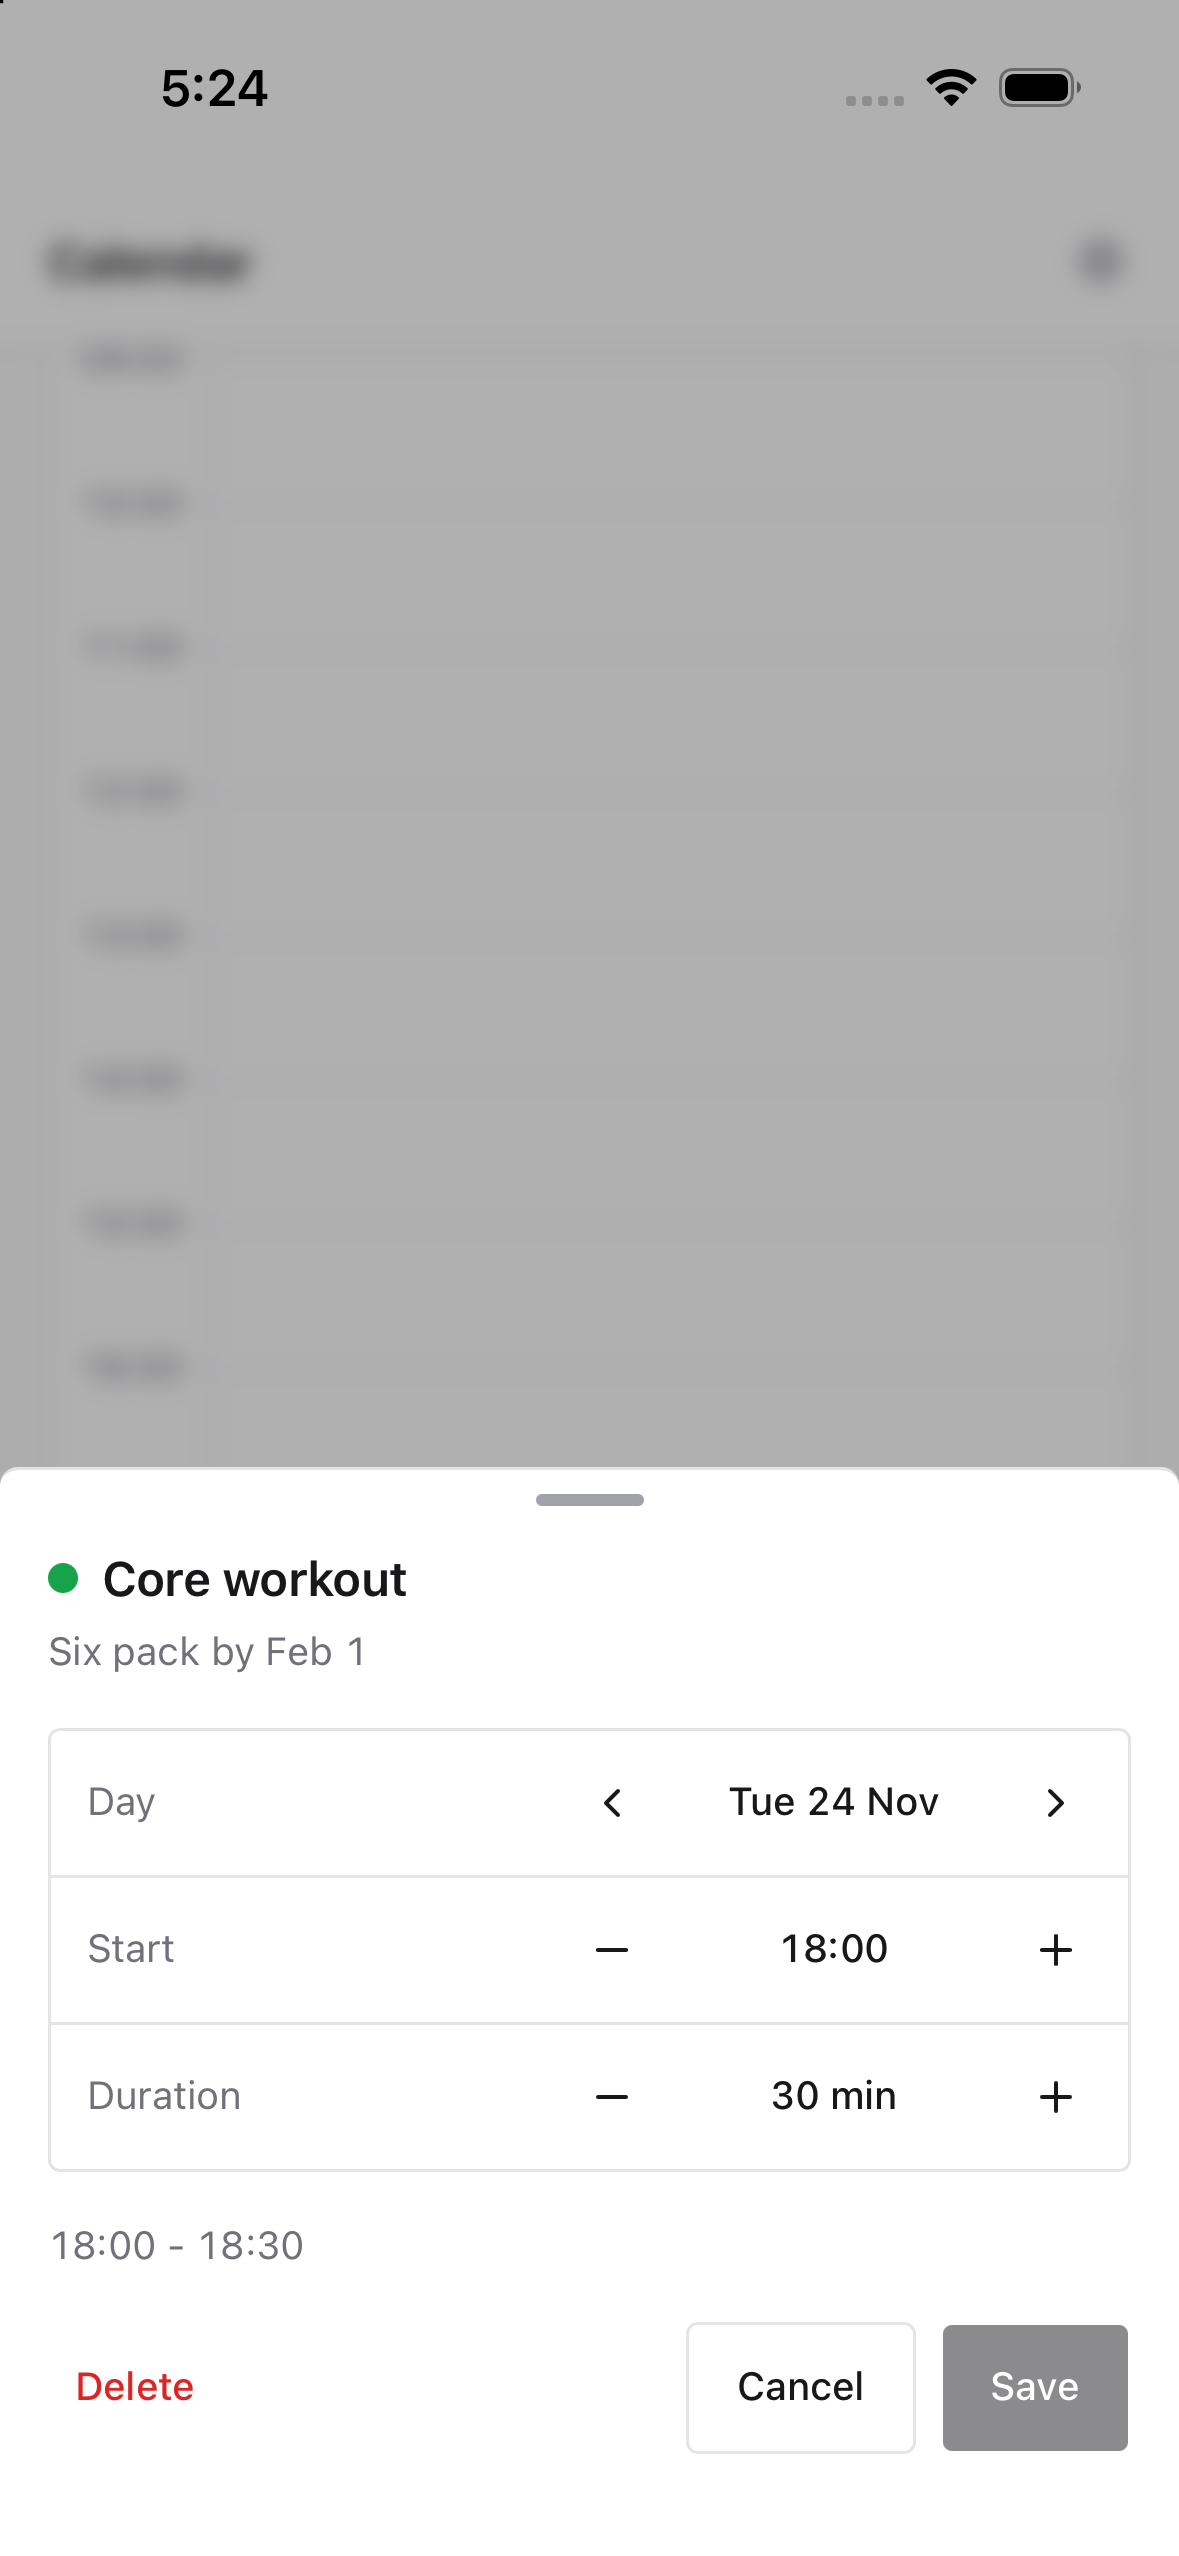 5:24
Calendar
Core workout
Six pack by Feb 1
Day
Tue 24 Nov
Start
18:00
Duration
30 min
18:00 - 18:30
Delete
Cancel
Save